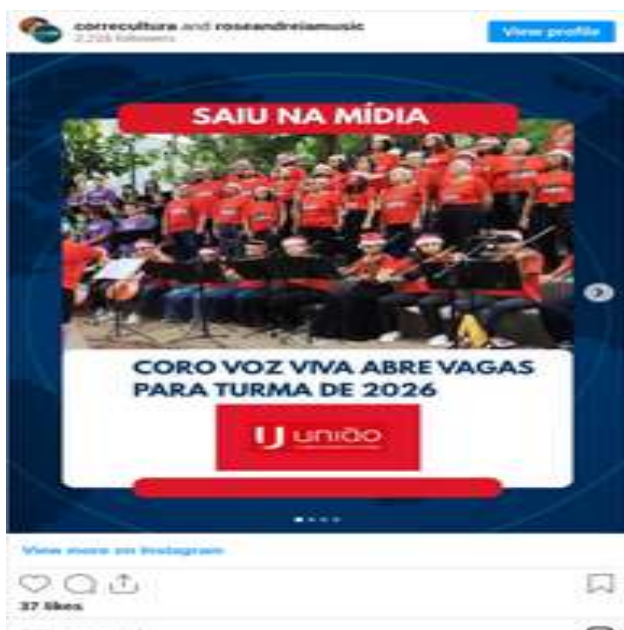 correcultura and roseandreiamusic
View profile
SAIU NA MÍDIA
CORO VOZ VIVA ABRE VAGAS
PARA TURMA DE 2026
união
View more on Instagram
37 likes